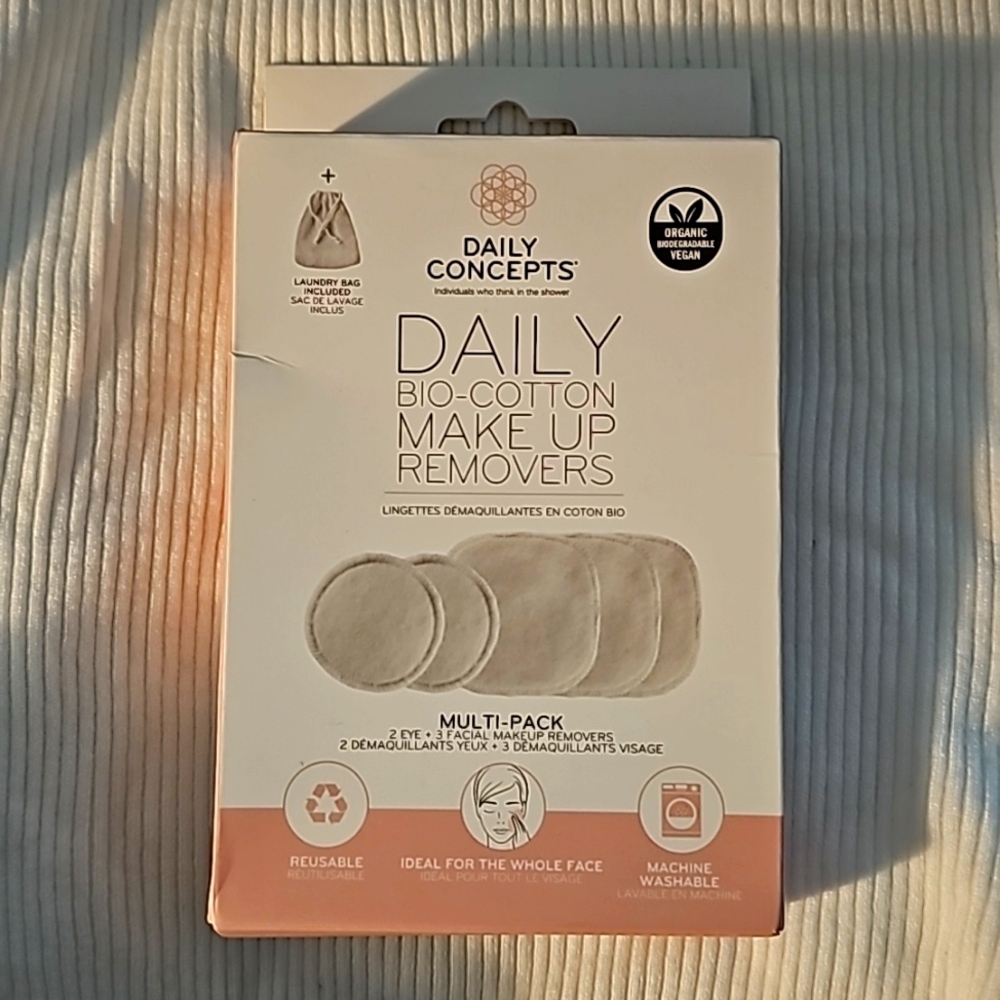 +
LAUNDRY BAG
INCLUDED
SAC DE LAVAGE
INCLUS
DAILY
CONCEPTS
Individuals who think in the shower
ORGANIC
BIODEGRADABLE
VEGAN
DAILY
BIO-COTTON
MAKE UP
REMOVERS
LINGETTES DÉMAQUILLANTES EN COTON BIO
MULTI-PACK
2 EYE + 3 FACIAL MAKEUP REMOVERS
2 DÉMAQUILLANTS YEUX + 3 DÉMAQUILLANTS VISAGE
REUSABLE
RÉUTILISABLE
IDEAL FOR THE WHOLE FACE
IDEAL POUR TOUT LE VISAGE
MACHINE
WASHABLE
LAVABLE EN MACHINE